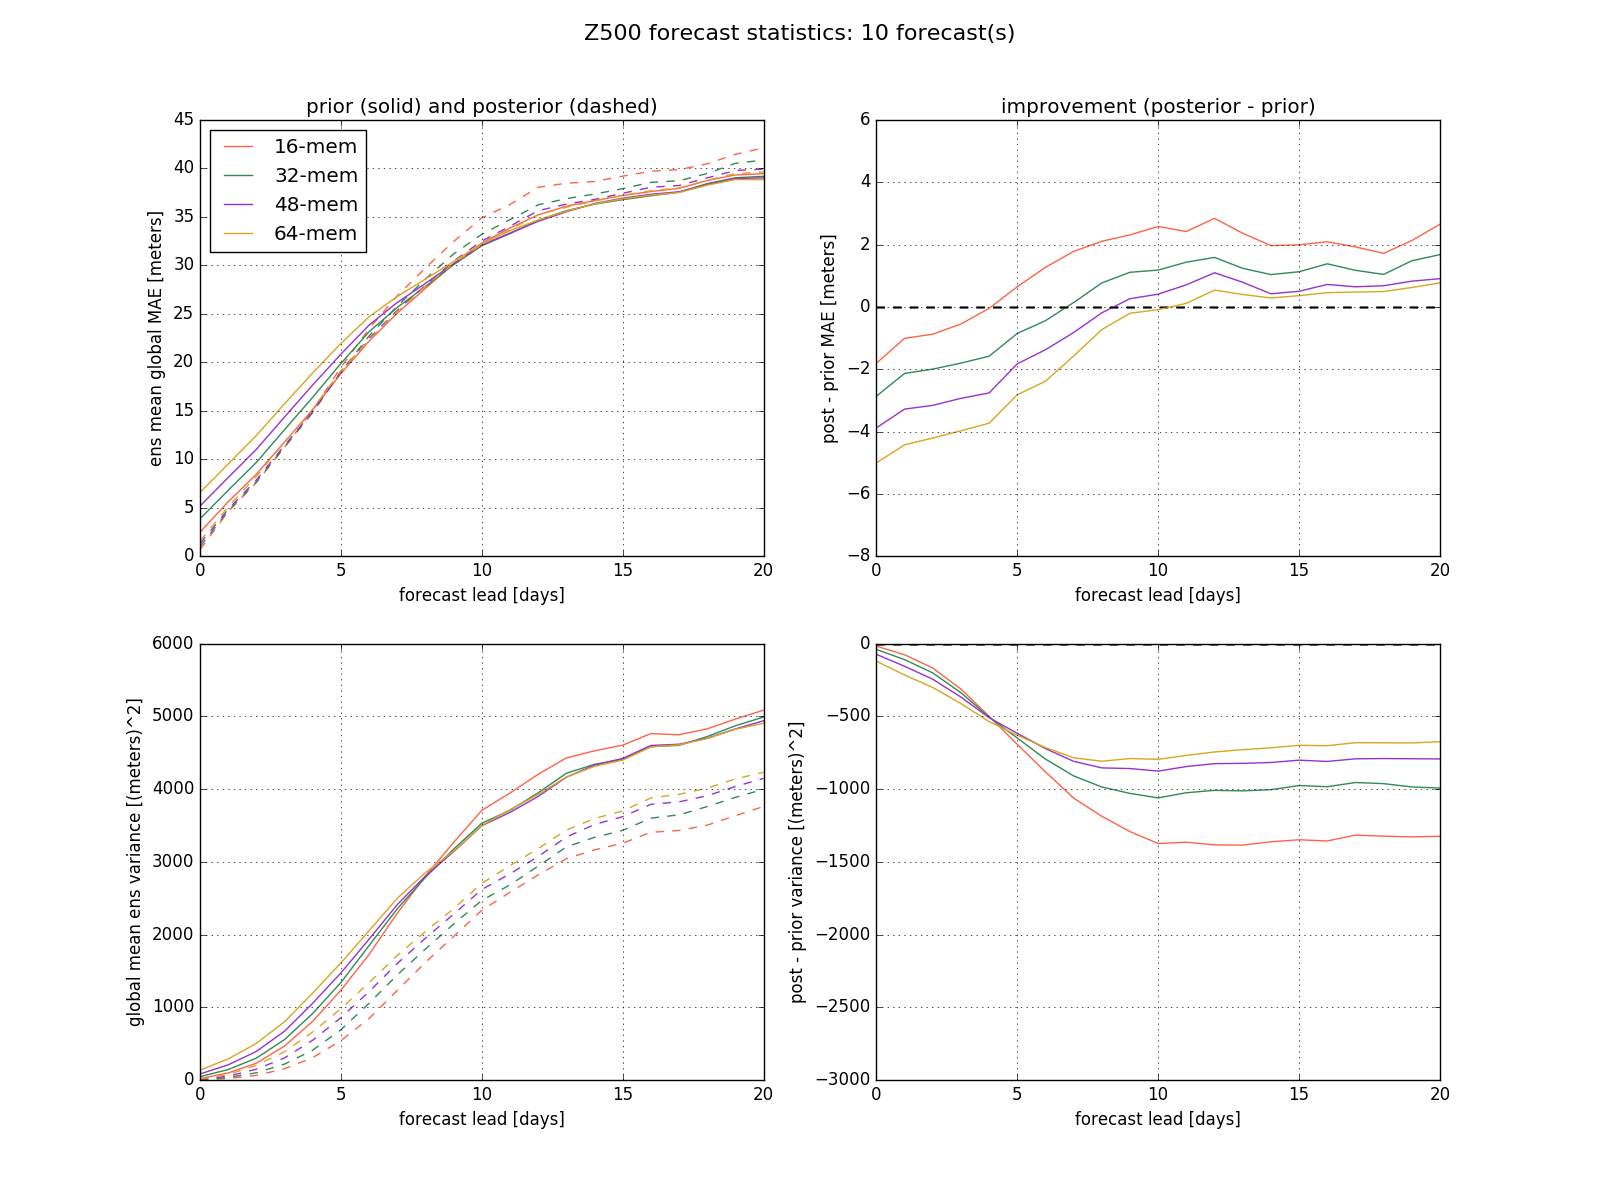 Z500 forecast statistics: 10 forecast(s)
prior (solid) and posterior (dashed)
45
40
35
30
25
20
15
10
5
0
ens mean global MAE [meters]
16-mem
32-mem
48-mem
64-mem
0 5 10 15 20
forecast lead [days]
improvement (posterior - prior)
6
4
2
0
−2
−4
−6
−8
post - prior MAE [meters]
0 5 10 15 20
forecast lead [days]
6000
5000
4000
3000
2000
1000
0
global mean ens variance [(meters)^2]
0 5 10 15 20
forecast lead [days]
0
−500
−1000
−1500
−2000
−2500
−3000
post - prior variance [(meters)^2]
0 5 10 15 20
forecast lead [days]